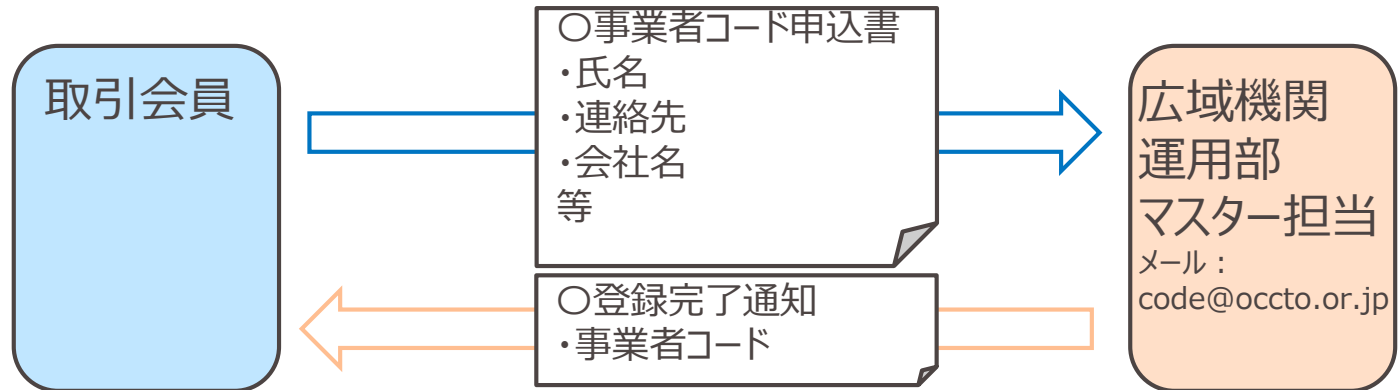 取引会員
〇事業者コード申込書
・氏名
・連絡先
・会社名
等
〇登録完了通知
・事業者コード
広域機関
運用部
マスター担当
メール：
code@occto.or.jp